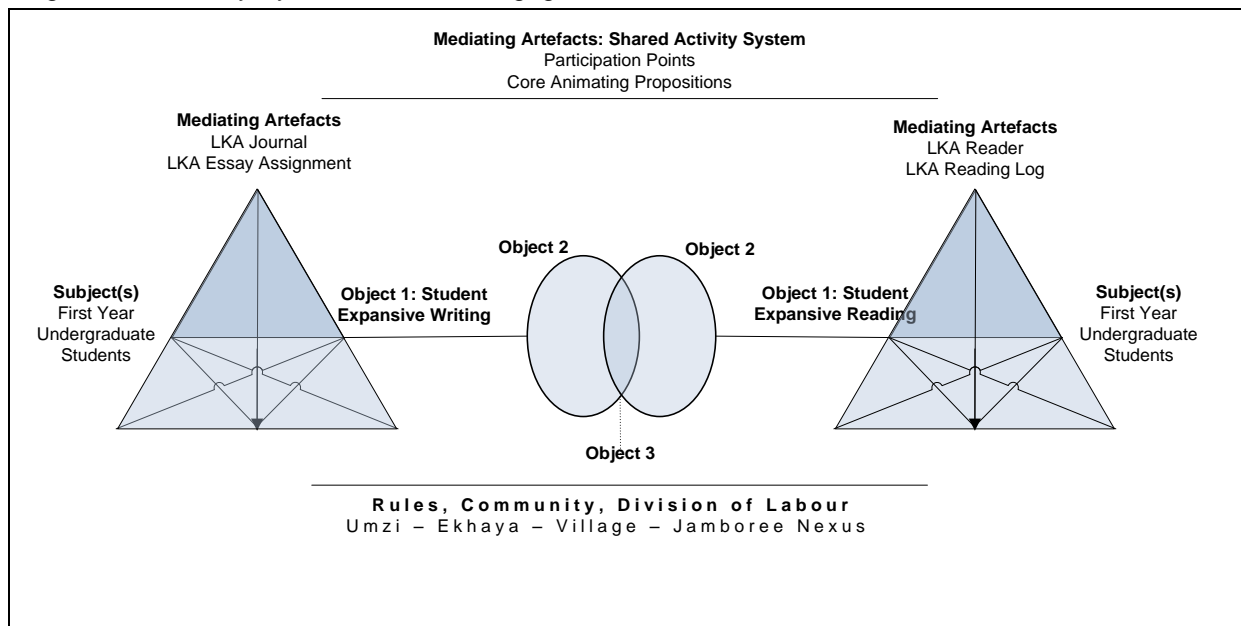 Mediating Artefacts: Shared Activity System
Participation Points
Core Animating Propositions
Mediating Artefacts
LKA Journal
LKA Essay Assignment
Mediating Artefacts
LKA Reader
LKA Reading Log
Object 2
Object 2
Subject(s)
First Year
Undergraduate
Students
Object 1: Student
Expansive Writing
Object 1: Student
Expansive Reading
Subject(s)
First Year
Undergraduate
Students
Object 3
Rules, Community, Division of Labour
Umzi – Ekhaya – Village – Jamboree Nexus